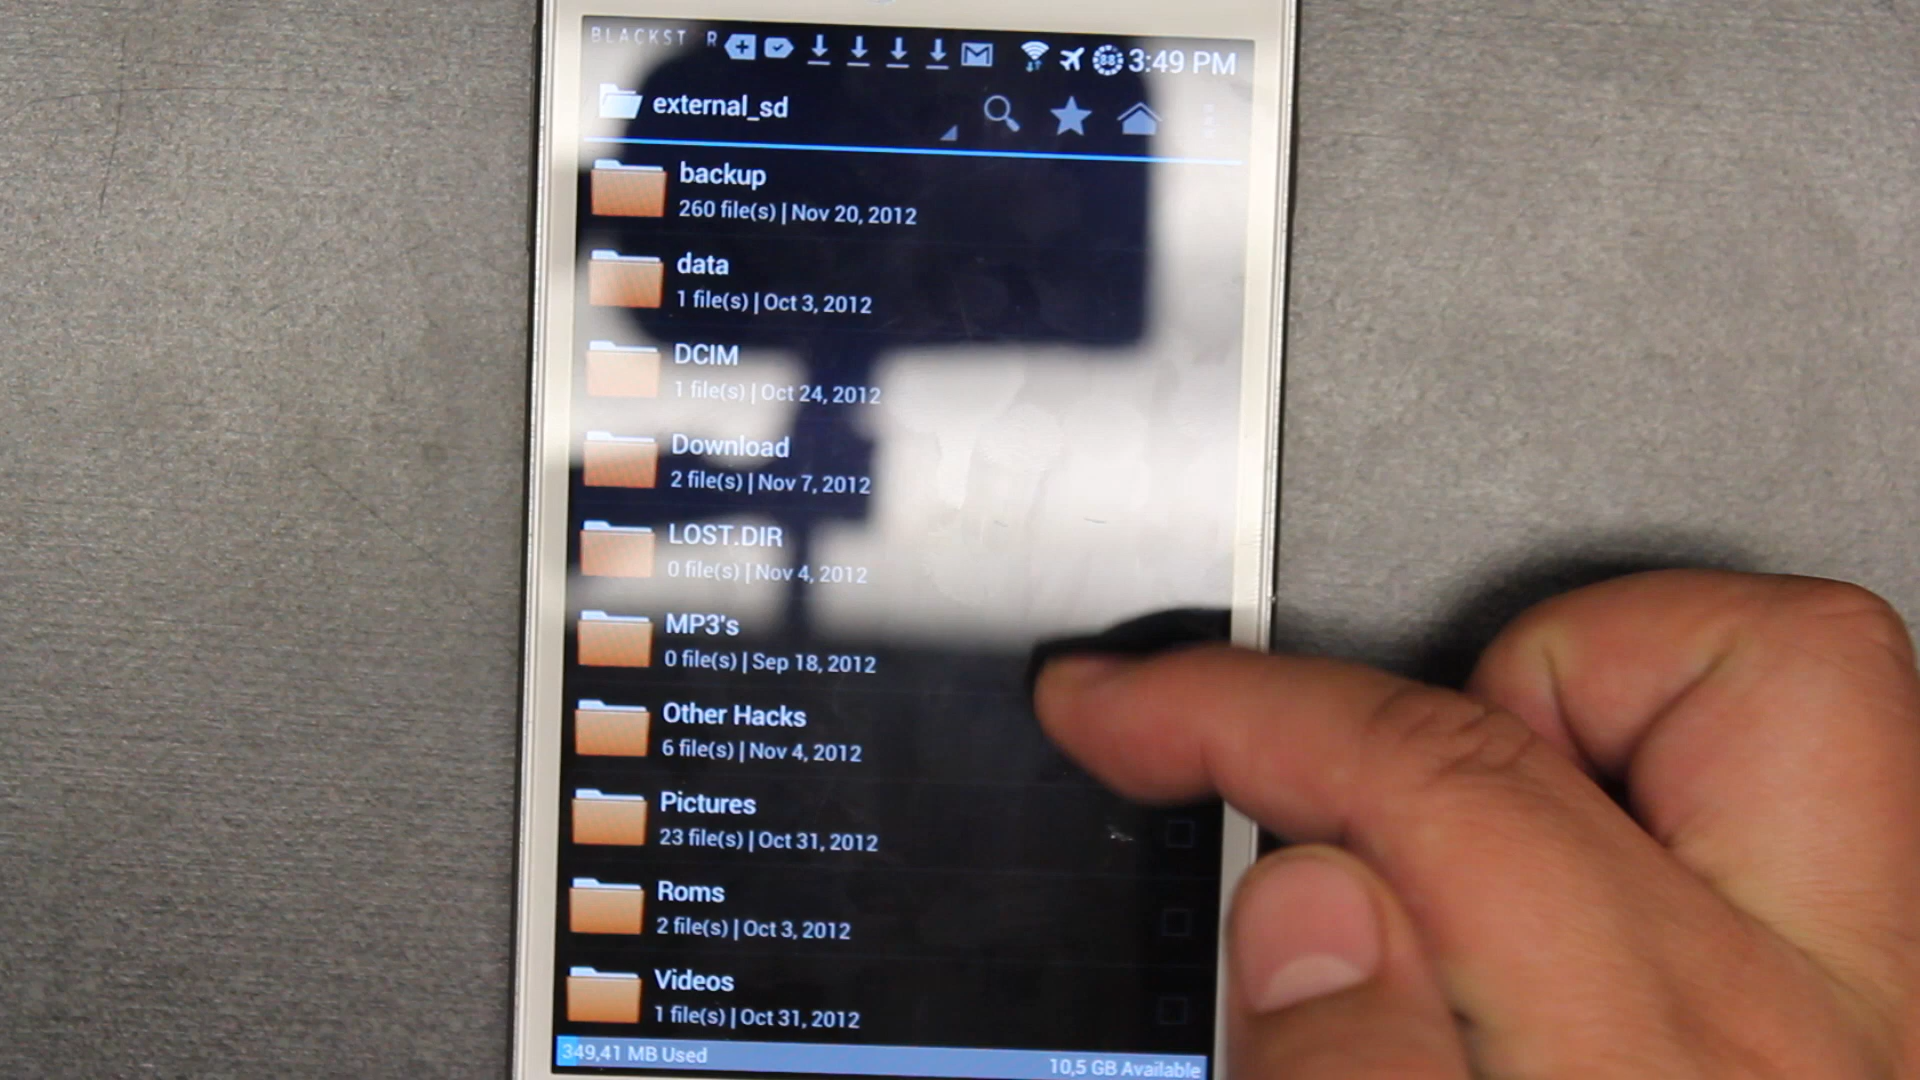 BLACKST R
88 3:49 PM
external_sd
backup
260 file(s) | Nov 20, 2012
data
1 file(s) | Oct 3, 2012
DCIM
1 file(s) | Oct 24, 2012
Download
2 file(s) | Nov 7, 2012
LOST.DIR
0 file(s) | Nov 4, 2012
MP3's
0 file(s) | Sep 18, 2012
Other Hacks
6 file(s) | Nov 4, 2012
Pictures
23 file(s) | Oct 31, 2012
Roms
2 file(s) | Oct 3, 2012
Videos
1 file(s) | Oct 31, 2012
349,41 MB Used
10,5 GB Available